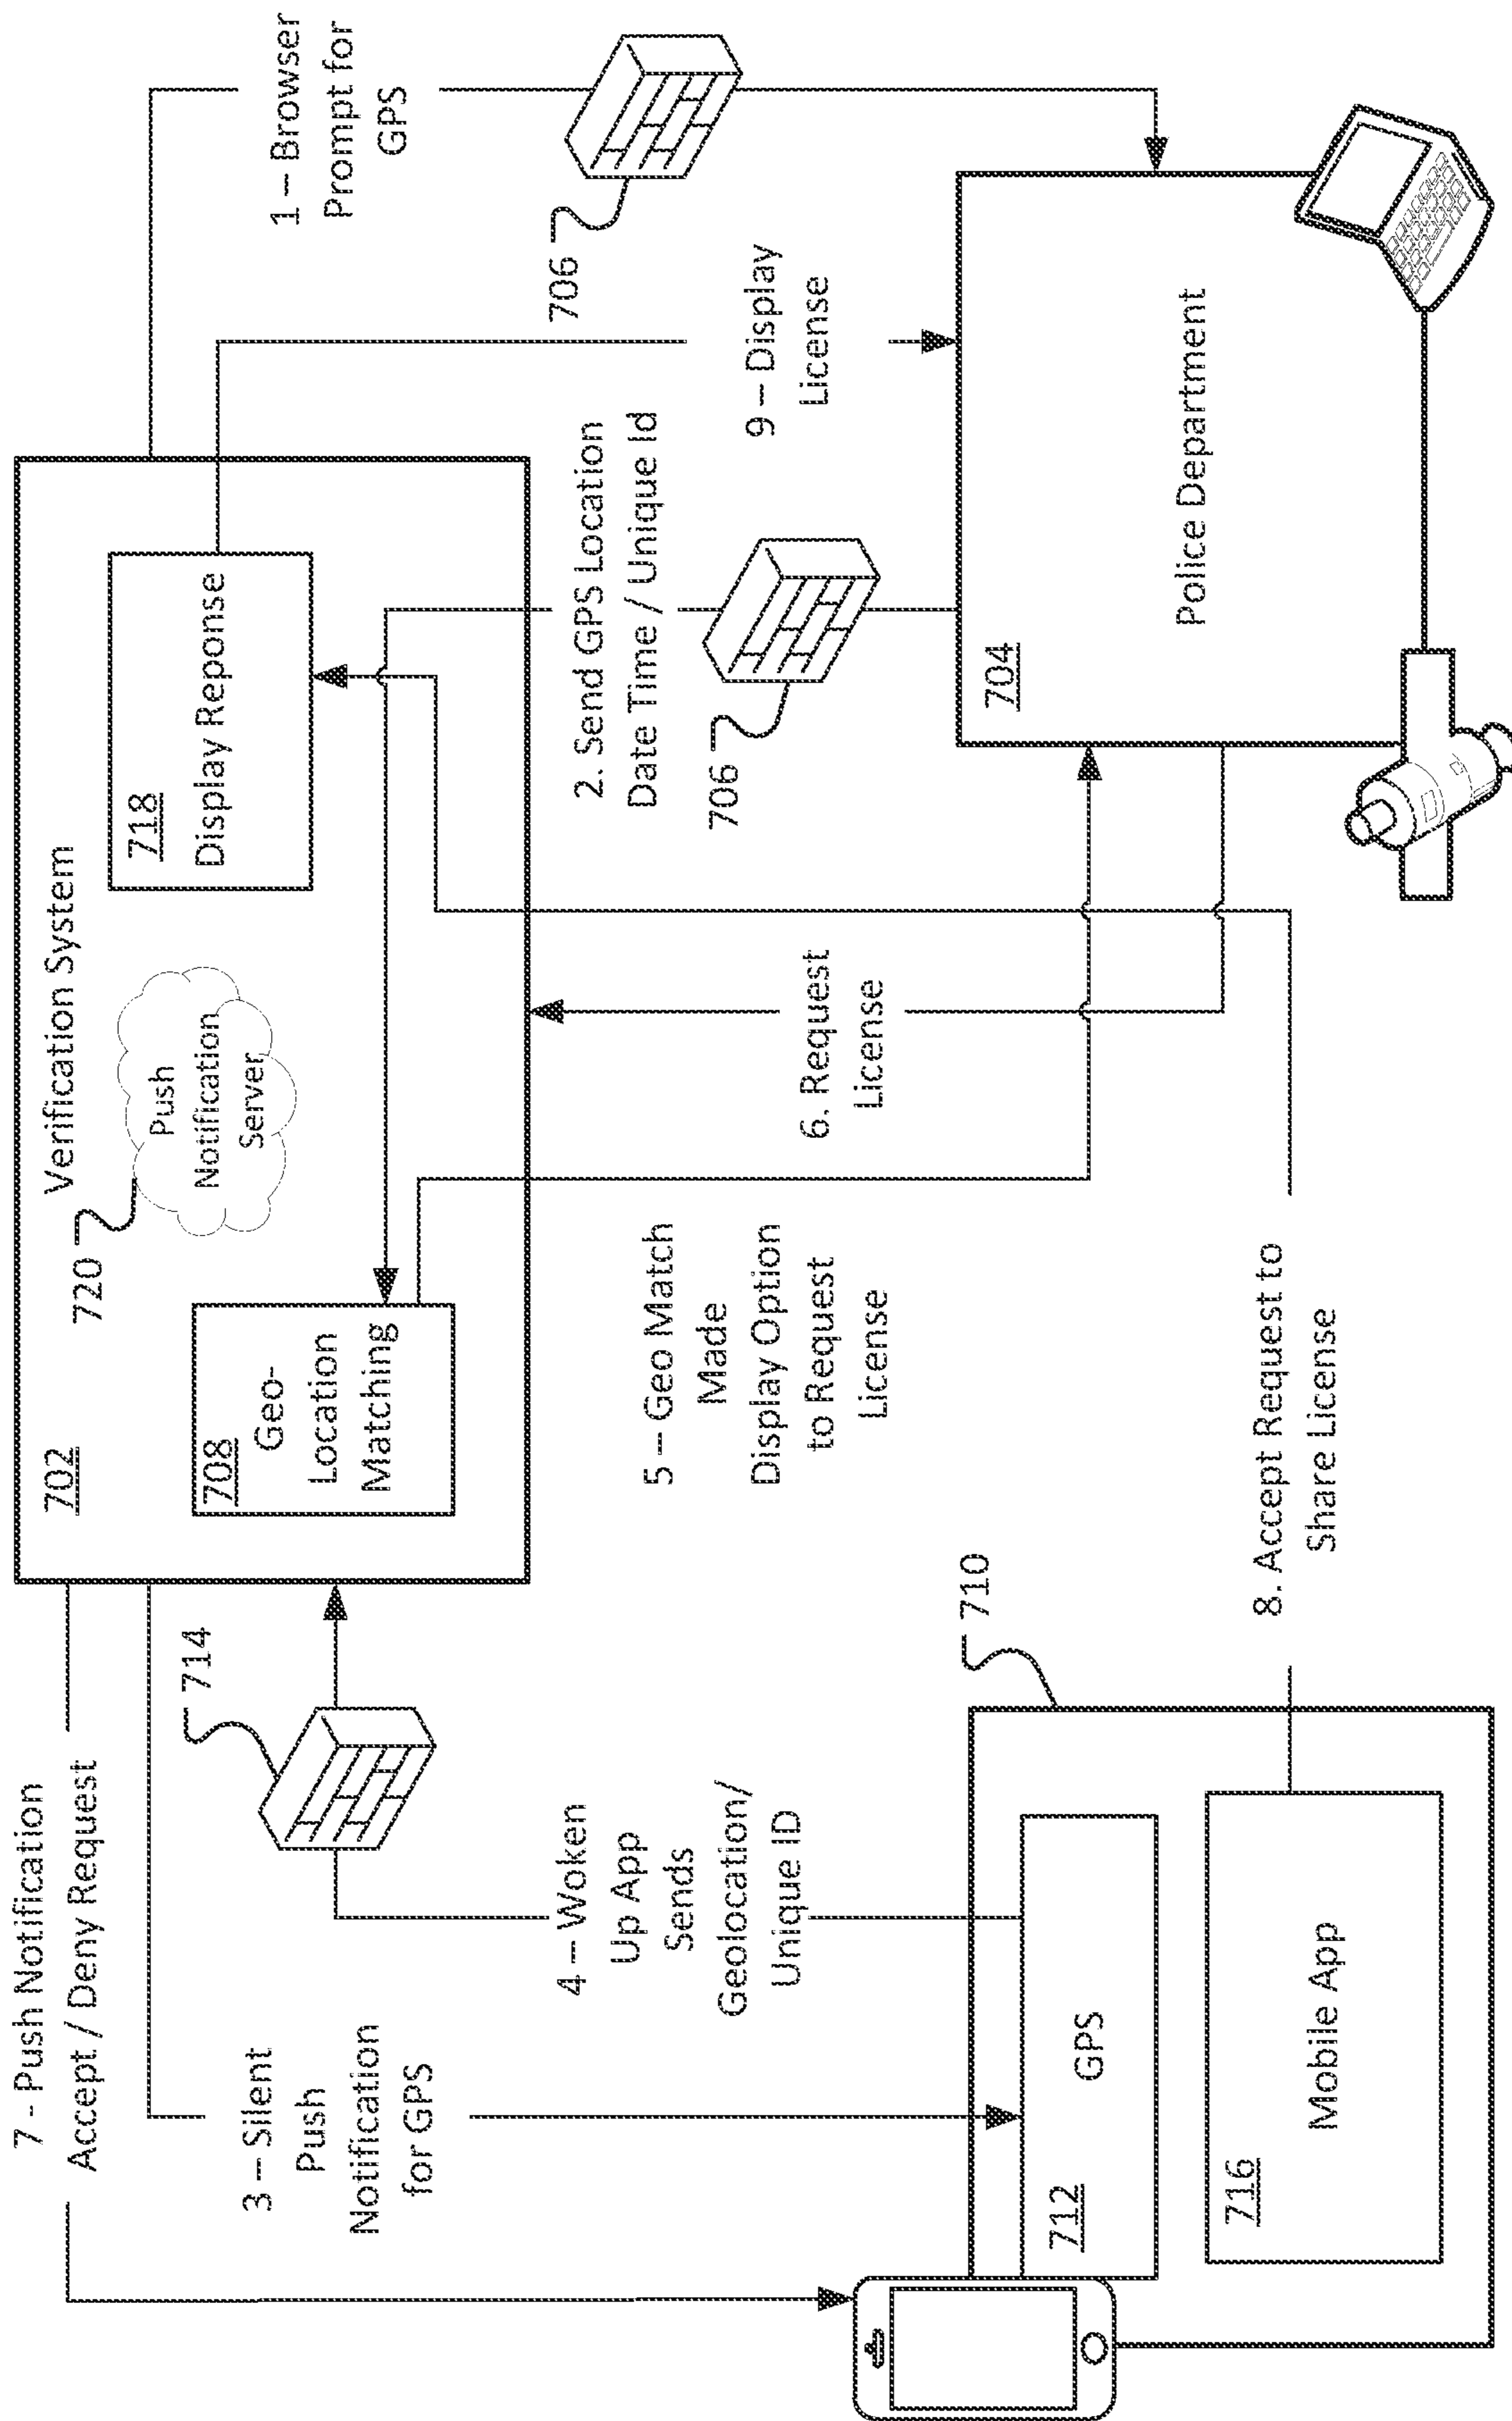 7 - Push Notification
Accept / Deny Request
702
Verification System
720
Push
Notification
Server
718
Display Reponse
708
Geo-
Location
Matching
714
1 – Browser
Prompt for
GPS
706
3 – Silent
Push
Notification
for GPS
4 – Woken
Up App
Sends
Geolocation/
Unique ID
5 – Geo Match
Made
Display Option
to Request
License
2. Send GPS Location
Date Time / Unique Id
706
6. Request
License
9 – Display
License
710
712
GPS
716
Mobile App
8. Accept Request to
Share License
704
Police Department